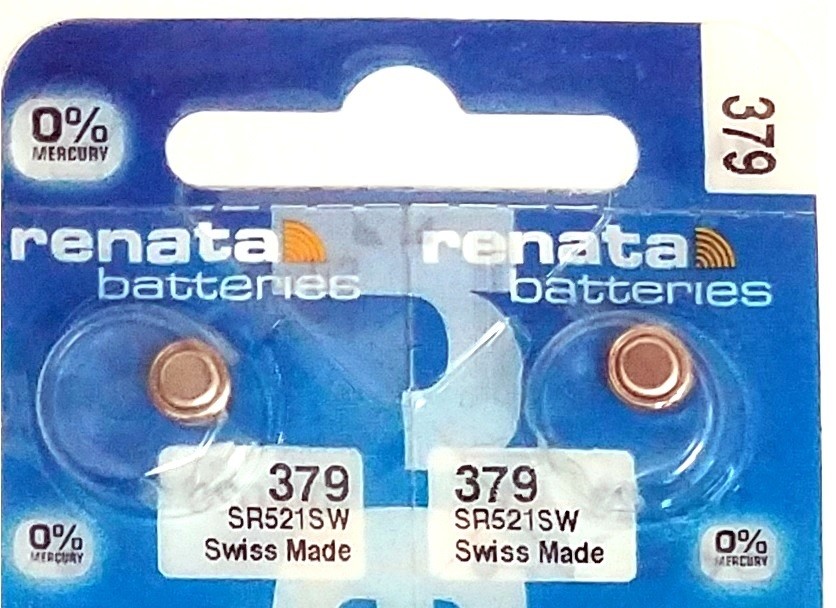 0%
MERCURY
379
renata
batteries
renata
batteries
379
SR521SW
Swiss Made
379
SR521SW
Swiss Made
0%
MERCURY
0%
MERCURY